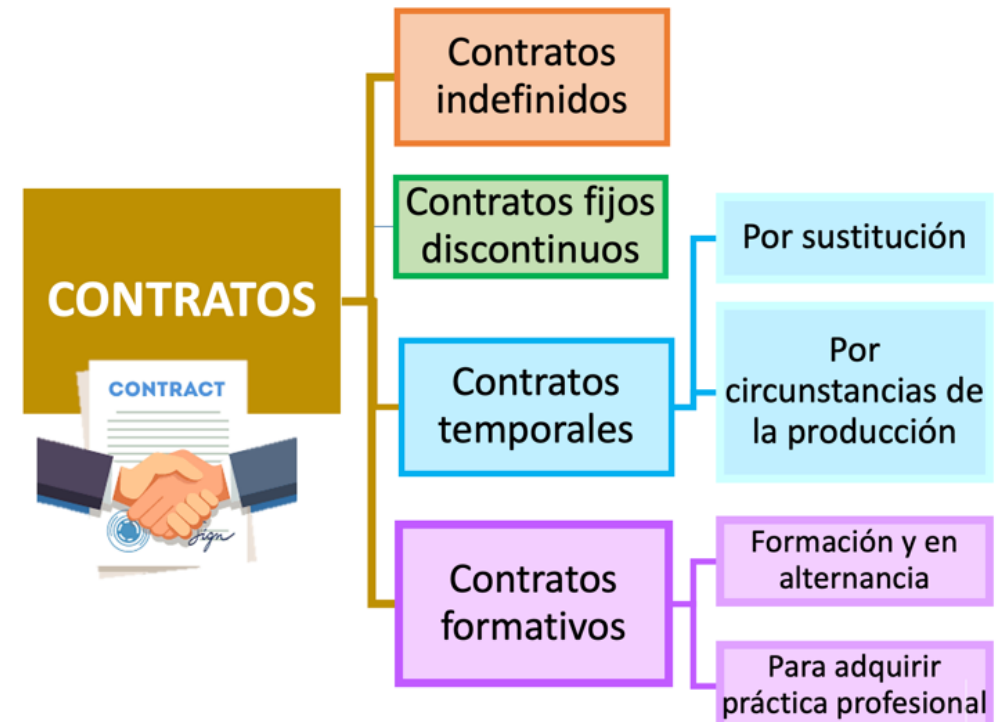 CONTRATOS
CONTRACT
Sign
Contratos
indefinidos
Contratos fijos
discontinuos
Contratos
temporales
Por sustitución
Por
circunstancias de
la producción
Contratos
formativos
Formación y en
alternancia
Para adquirir
práctica profesional